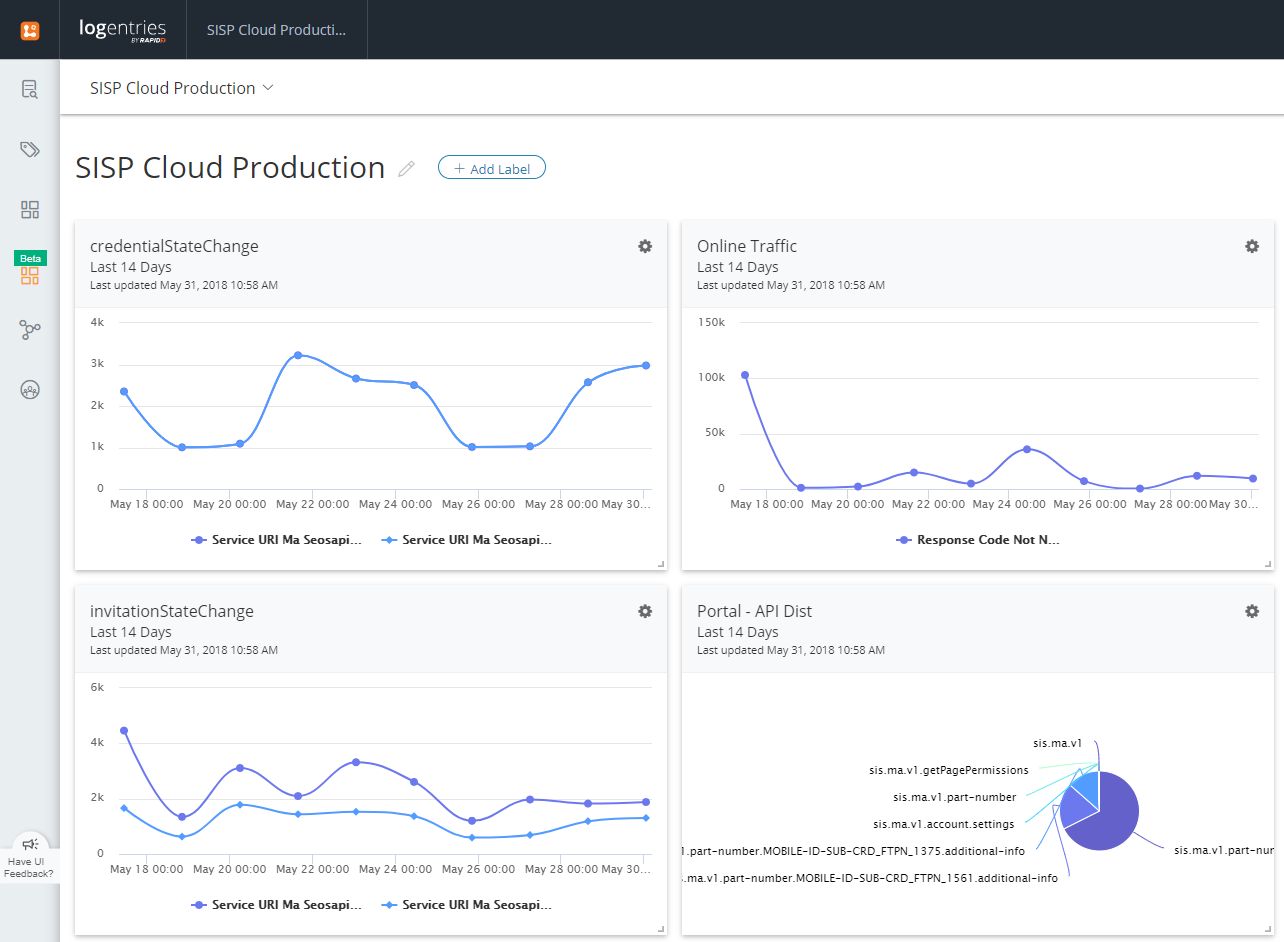 logentries
BY RAPID7
SISP Cloud Producti...
SISP Cloud Production
SISP Cloud Production
+ Add Label
Beta
Have UI
Feedback?
credentialStateChange
Last 14 Days
Last updated May 31, 2018 10:58 AM
4k
3k
2k
1k
0
May 18 00:00 May 20 00:00 May 22 00:00 May 24 00:00 May 26 00:00 May 28 00:00 May 30...
Service URI Ma Seosapi... Service URI Ma Seosapi...
Online Traffic
Last 14 Days
Last updated May 31, 2018 10:58 AM
150k
100k
50k
0
May 18 00:00 May 20 00:00 May 22 00:00 May 24 00:00 May 26 00:00 May 28 00:00 May 30...
Response Code Not N...
invitationStateChange
Last 14 Days
Last updated May 31, 2018 10:58 AM
6k
4k
2k
0
May 18 00:00 May 20 00:00 May 22 00:00 May 24 00:00 May 26 00:00 May 28 00:00 May 30...
Service URI Ma Seosapi... Service URI Ma Seosapi...
Portal - API Dist
Last 14 Days
Last updated May 31, 2018 10:58 AM
sis.ma.v1
sis.ma.v1.getPagePermissions
sis.ma.v1.part-number
sis.ma.v1.account.settings
1.part-number.MOBILE-ID-SUB-CRD_FTPN_1375.additional-info
sis.ma.v1.part-nur
.ma.v1.part-number.MOBILE-ID-SUB-CRD_FTPN_1561.additional-info